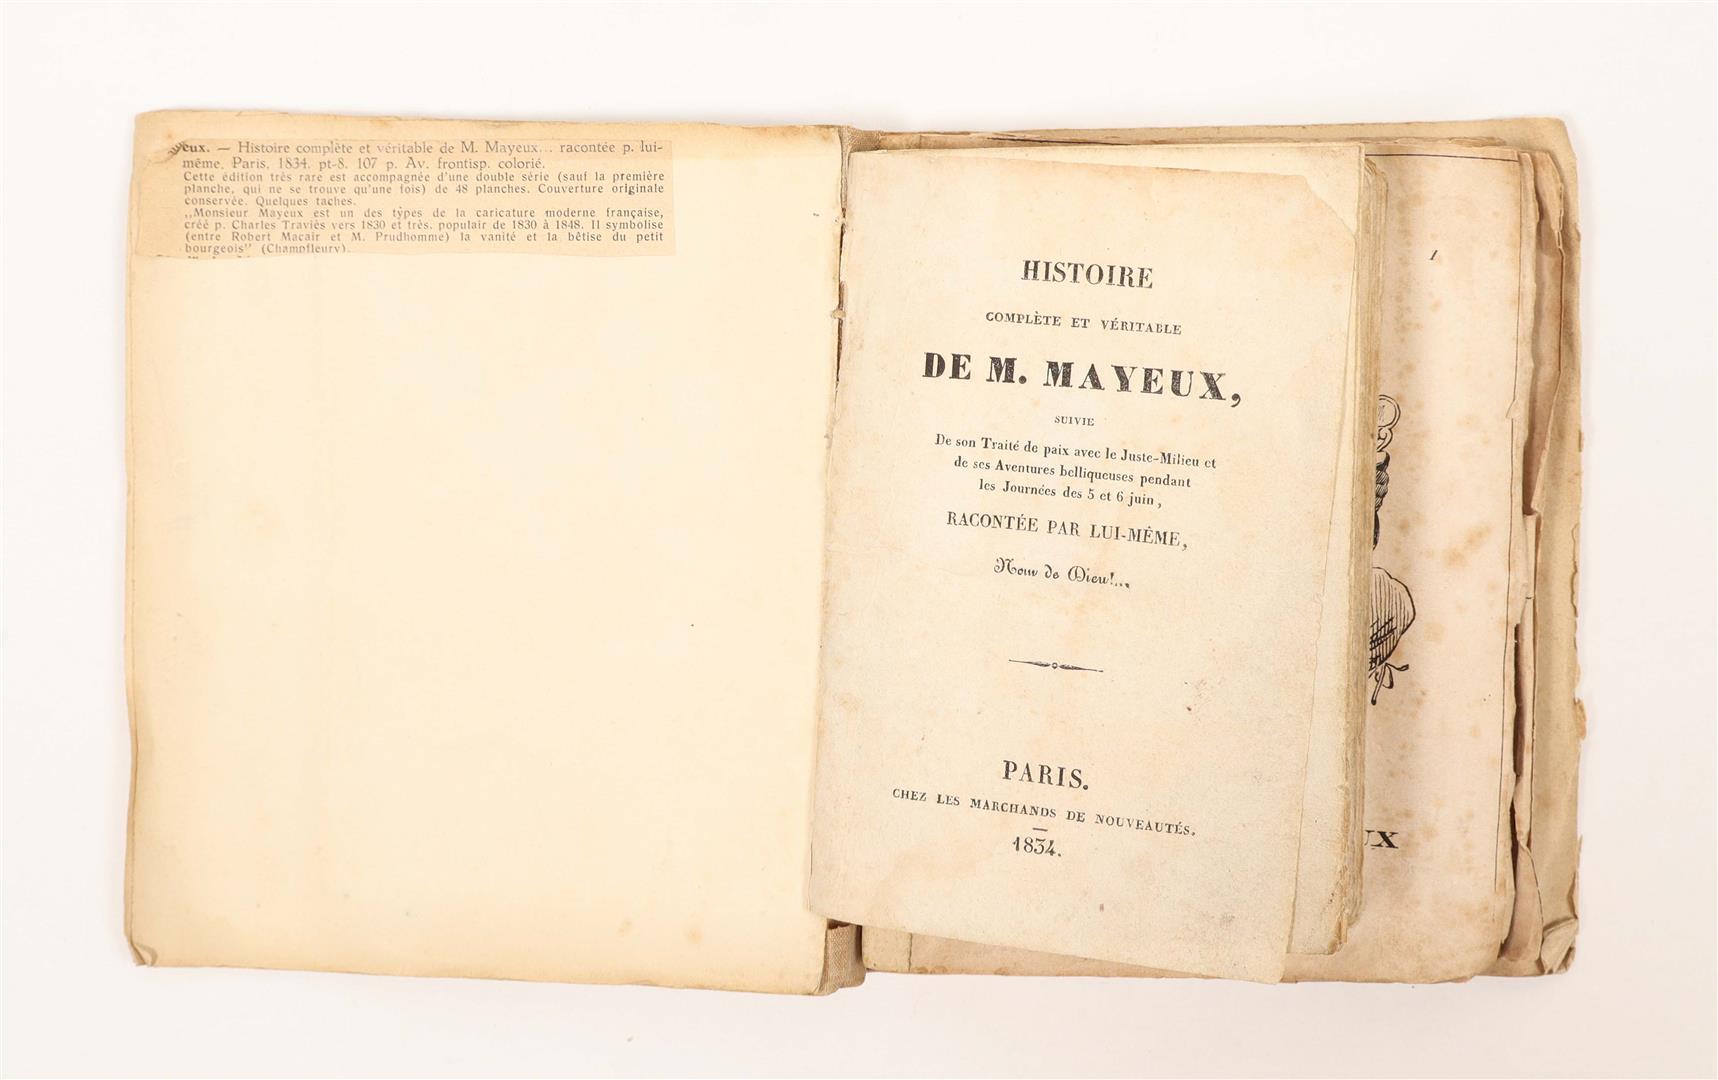 eux. — Histoire complète et véritable de M. Mayeux... racontée p. lui-
même. Paris, 1834. pt-8. 107 p. Av. frontisp. colorié.
Cette édition très rare est accompagnée d'une double série (sauf la première
planche, qui ne se trouve qu'une fois) de 48 planches. Couverture originale
conservée. Quelques taches.
„Monsieur Mayeux est un des types de la caricature moderne française,
créé p. Charles Traviès vers 1830 et très. populair de 1830 à 1848. Il symbolise
(entre Robert Macair et M. Prudhomme) la vanité et la bêtise du petit
bourgeois" (Champfleury).
HISTOIRE
COMPLÈTE ET VÉRITABLE
DE M. MAYEUX,
SUIVIE
De son Traité de paix avec le Juste-Milieu et
de ses Aventures belliqueuses pendant
les Journées des 5 et 6 juin,
RACONTÉE PAR LUI-MÊME,
Nom de Dieu!...
PARIS.
CHEZ LES MARCHANDS DE NOUVEAUTÉS.
1834.
1
UX